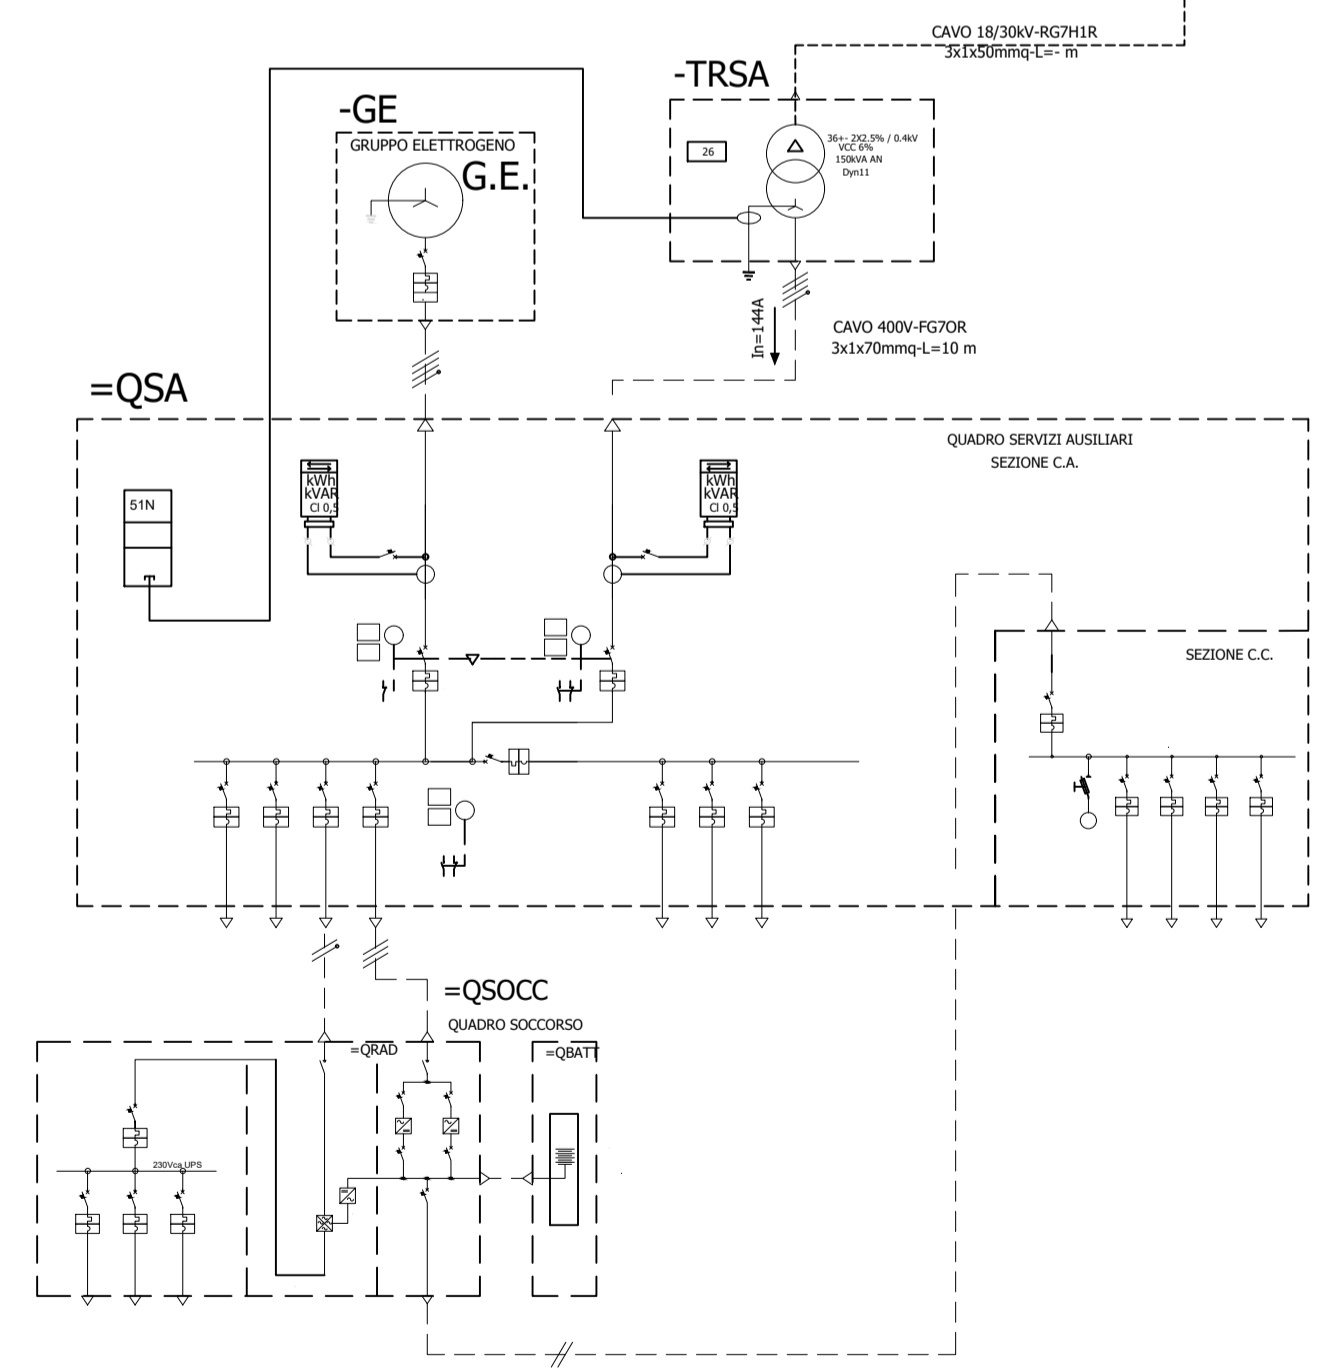 CAVO 18/30kV-RG7H1R
3x1x50mmq-L=- m
-TRSA
-GE
GRUPPO ELETTROGENO
G.E.
26
36+- 2X2.5% / 0.4kV
VCC 6%
150kVA AN
Dyn11
In=144A
CAVO 400V-FG7OR
3x1x70mmq-L=10 m
=QSA
QUADRO SERVIZI AUSILIARI
SEZIONE C.A.
kWh
kVAR
Cl 0,5
kWh
kVAR
Cl 0,5
51N
SEZIONE C.C.
=QSOCC
QUADRO SOCCORSO
=QRAD
=QBATT
230Vca UPS